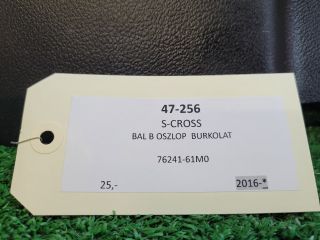 47-256
S-CROSS
BAL B OSZLOP BURKOLAT
76241-61M0
25,-
2016-*